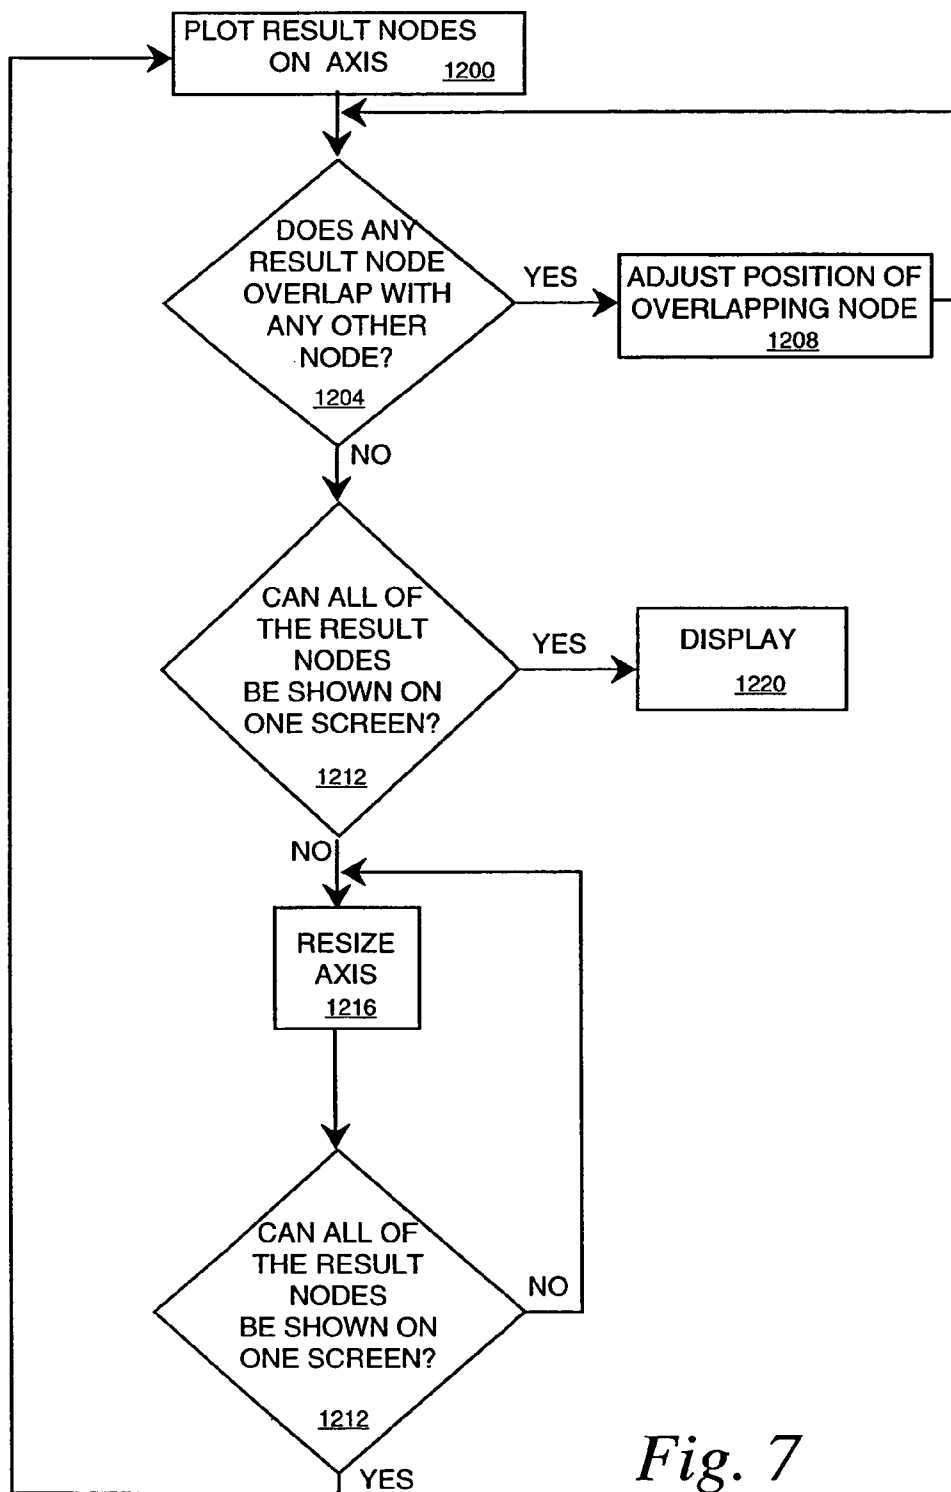 PLOT RESULT NODES
ON AXIS 1200
DOES ANY
RESULT NODE
OVERLAP WITH
ANY OTHER
NODE?
1204
YES
ADJUST POSITION OF
OVERLAPPING NODE
1208
NO
CAN ALL OF
THE RESULT
NODES
BE SHOWN ON
ONE SCREEN?
1212
YES
DISPLAY
1220
NO
RESIZE
AXIS
1216
CAN ALL OF
THE RESULT
NODES
BE SHOWN ON
ONE SCREEN?
1212
NO
YES
Fig. 7